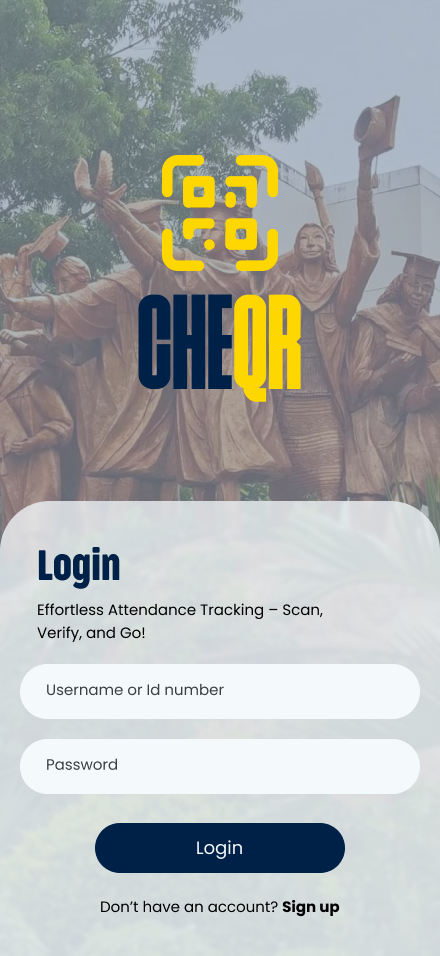 CHEQR
Login
Effortless Attendance Tracking – Scan,
Verify, and Go!
Username or Id number
Password
Login
Don’t have an account? Sign up